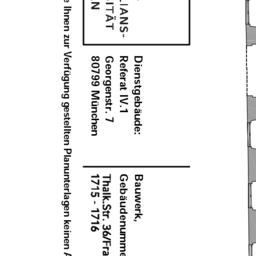 IANS-
ITÄT
N
Dienstgebäude:
Referat IV.1
Georgenstr. 7
80799 München
Bauwerk,
Gebäudenumme
Thalk.Str. 36/Fra
1715 - 1716
e Ihnen zur Verfügung gestellten Planunterlagen keinen A